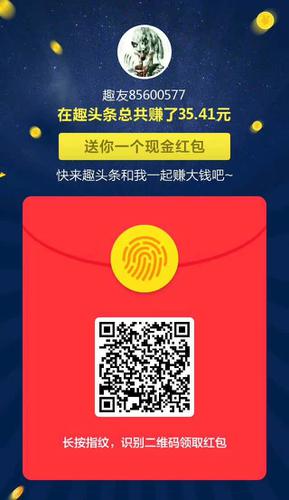 趣友85600577
在趣头条总共赚了35.41元
送你一个现金红包
快来趣头条和我一起赚大钱吧~
长按指纹，识别二维码领取红包